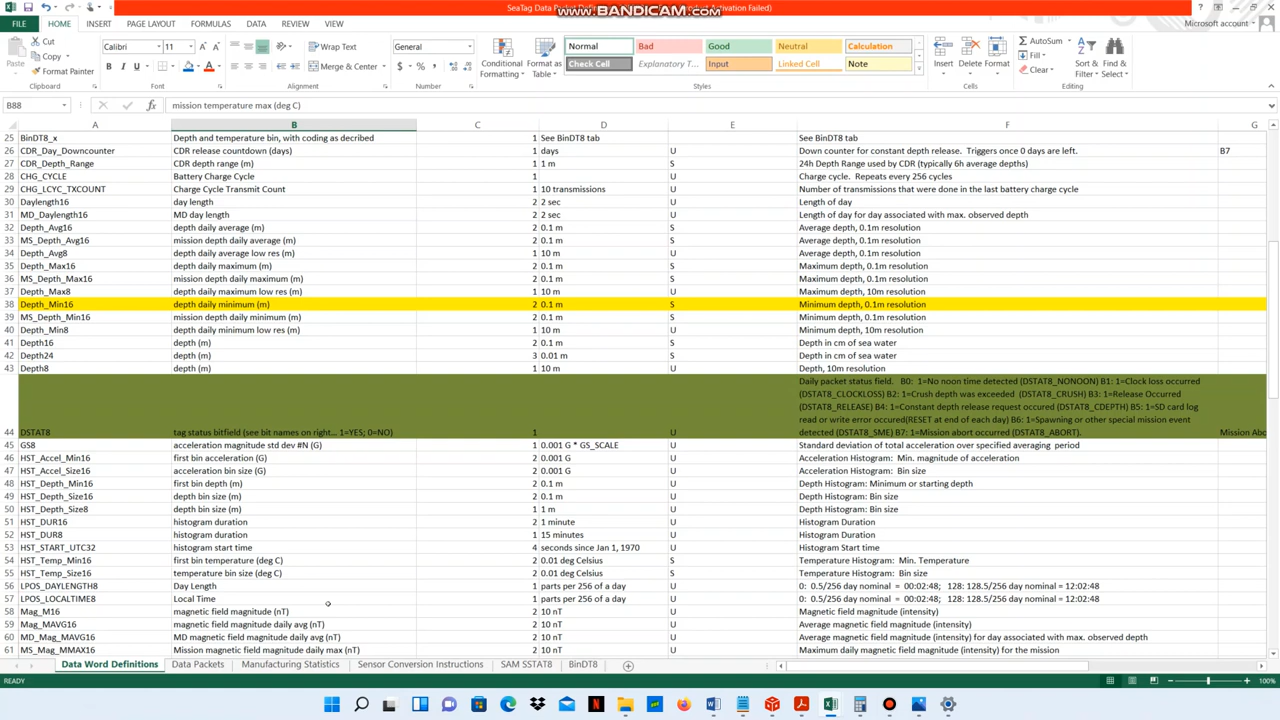 SeaTag Data Packet Defini
www.BANDICAM.com
uct Activation Failed)
FILE HOME INSERT PAGE LAYOUT FORMULAS DATA REVIEW VIEW Microsoft account
Cut
Copy
Format Painter
Paste
Calibri 11
Wrap Text
Merge & Center
General
Conditional Formatting
Format as Table
Normal Bad Good Neutral Calculation
Check Cell Explanatory T... Input Linked Cell Note
Insert Delete Format
AutoSum
Fill
Clear
Sort & Filter
Find & Select
Clipboard Font Alignment Number Styles Cells Editing
B88 mission temperature max (deg C)
A B C D E F G
25 BinDT8_x Depth and temperature bin, with coding as decribed 1 See BinDT8 tab See BinDT8 tab
26 CDR_Day_Downcounter CDR release countdown (days) 1 days U Down counter for constant depth release. Triggers once 0 days are left. B7
27 CDR_Depth_Range CDR depth range (m) 1 1 m S 24h Depth Range used by CDR (typically 6h average depths)
28 CHG_CYCLE Battery Charge Cycle 1 U Charge cycle. Repeats every 256 cycles
29 CHG_LCYC_TXCOUNT Charge Cycle Transmit Count 1 10 transmissions U Number of transmissions that were done in the last battery charge cycle
30 Daylength16 day length 2 2 sec U Length of day
31 MD_Daylength16 MD day length 2 2 sec U Length of day for day associated with max. observed depth
32 Depth_Avg16 depth daily average (m) 2 0.1 m S Average depth, 0.1m resolution
33 MS_Depth_Avg16 mission depth daily average (m) 2 0.1 m S Average depth, 0.1m resolution
34 Depth_Avg8 depth daily average low res (m) 1 10 m U Average depth, 0.1m resolution
35 Depth_Max16 depth daily maximum (m) 2 0.1 m S Maximum depth, 0.1m resolution
36 MS_Depth_Max16 mission depth daily maximum (m) 2 0.1 m S Maximum depth, 0.1m resolution
37 Depth_Max8 depth daily maximum low res (m) 1 10 m U Maximum depth, 10m resolution
38 Depth_Min16 depth daily minimum (m) 2 0.1 m S Minimum depth, 0.1m resolution
39 MS_Depth_Min16 mission depth daily minimum (m) 2 0.1 m S Minimum depth, 0.1m resolution
40 Depth_Min8 depth daily minimum low res (m) 1 10 m U Minimum depth, 10m resolution
41 Depth16 depth (m) 2 0.1 m S Depth in cm of sea water
42 Depth24 depth (m) 3 0.01 m S Depth in cm of sea water
43 Depth8 depth (m) 1 10 m U Depth, 10m resolution
Daily packet status field. B0: 1=No noon time detected (DSTAT8_NONOON) B1: 1=Clock loss occurred
(DSTAT8_CLOCKLOSS) B2: 1=Crush depth was exceeded (DSTAT8_CRUSH) B3: 1=Release Occurred
(DSTAT8_RELEASE) B4: 1=Constant depth release request occured (DSTAT8_CDEPTH) B5: 1=SD card log
read or write error occured(RESET at end of each day) B6: 1=Spawning or other special mission event
44 DSTAT8 tag status bitfield (see bit names on right... 1=YES; 0=NO) 1 U detected (DSTAT8_SME) B7: 1=Mission abort occurred (DSTAT8_ABORT). Mission Abo
45 GS8 acceleration magnitude std dev #N (G) 1 0.001 G * GS_SCALE Standard deviation of total acceleration over specified averaging period
46 HST_Accel_Min16 first bin acceleration (G) 2 0.001 G U Acceleration Histogram: Min. magnitude of acceleration
47 HST_Accel_Size16 acceleration bin size (G) 2 0.001 G U Acceleration Histogram: Bin size
48 HST_Depth_Min16 first bin depth (m) 2 0.1 m U Depth Histogram: Minimum or starting depth
49 HST_Depth_Size16 depth bin size (m) 2 0.1 m U Depth Histogram: Bin size
50 HST_Depth_Size8 depth bin size (m) 1 10 m U Depth Histogram: Bin size
51 HST_DUR16 histogram duration 2 1 minute U Histogram Duration
52 HST_DUR8 histogram duration 1 15 minutes U Histogram Duration
53 HST_START_UTC32 histogram start time 4 seconds since Jan 1, 1970 U Histogram Start time
54 HST_Temp_Min16 first bin temperature (deg C) 2 0.01 deg Celsius S Temperature Histogram: Min. Temperature
55 HST_Temp_Size16 temperature bin size (deg C) 2 0.01 deg Celsius S Temperature Histogram: Bin size
56 LPOS_DAYLENGTH8 Day Length 1 parts per 256 of a day U 0: 0.5/256 day nominal = 00:02:48; 128: 128.5/256 day nominal = 12:02:48
57 LPOS_LOCALTIME8 Local Time 1 parts per 256 of a day U 0: 0.5/256 day nominal = 00:02:48; 128: 128.5/256 day nominal = 12:02:48
58 Mag_M16 magnetic field magnitude (nT) 2 10 nT U Magnetic field magnitude (intensity)
59 Mag_MAVG16 magnetic field magnitude daily avg (nT) 2 10 nT U Average magnetic field magnitude (intensity)
60 MD_Mag_MAVG16 MD magnetic field magnitude daily avg (nT) 2 10 nT U Average magnetic field magnitude (intensity) for day associated with max. observed depth
61 MS_Mag_MMAX16 Mission magnetic field magnitude daily max (nT) 2 10 nT U Maximum daily magnetic field magnitude (intensity) for the mission
Data Word Definitions Data Packets Manufacturing Statistics Sensor Conversion Instructions SAM SSTAT8 BinDT8
READY 100%